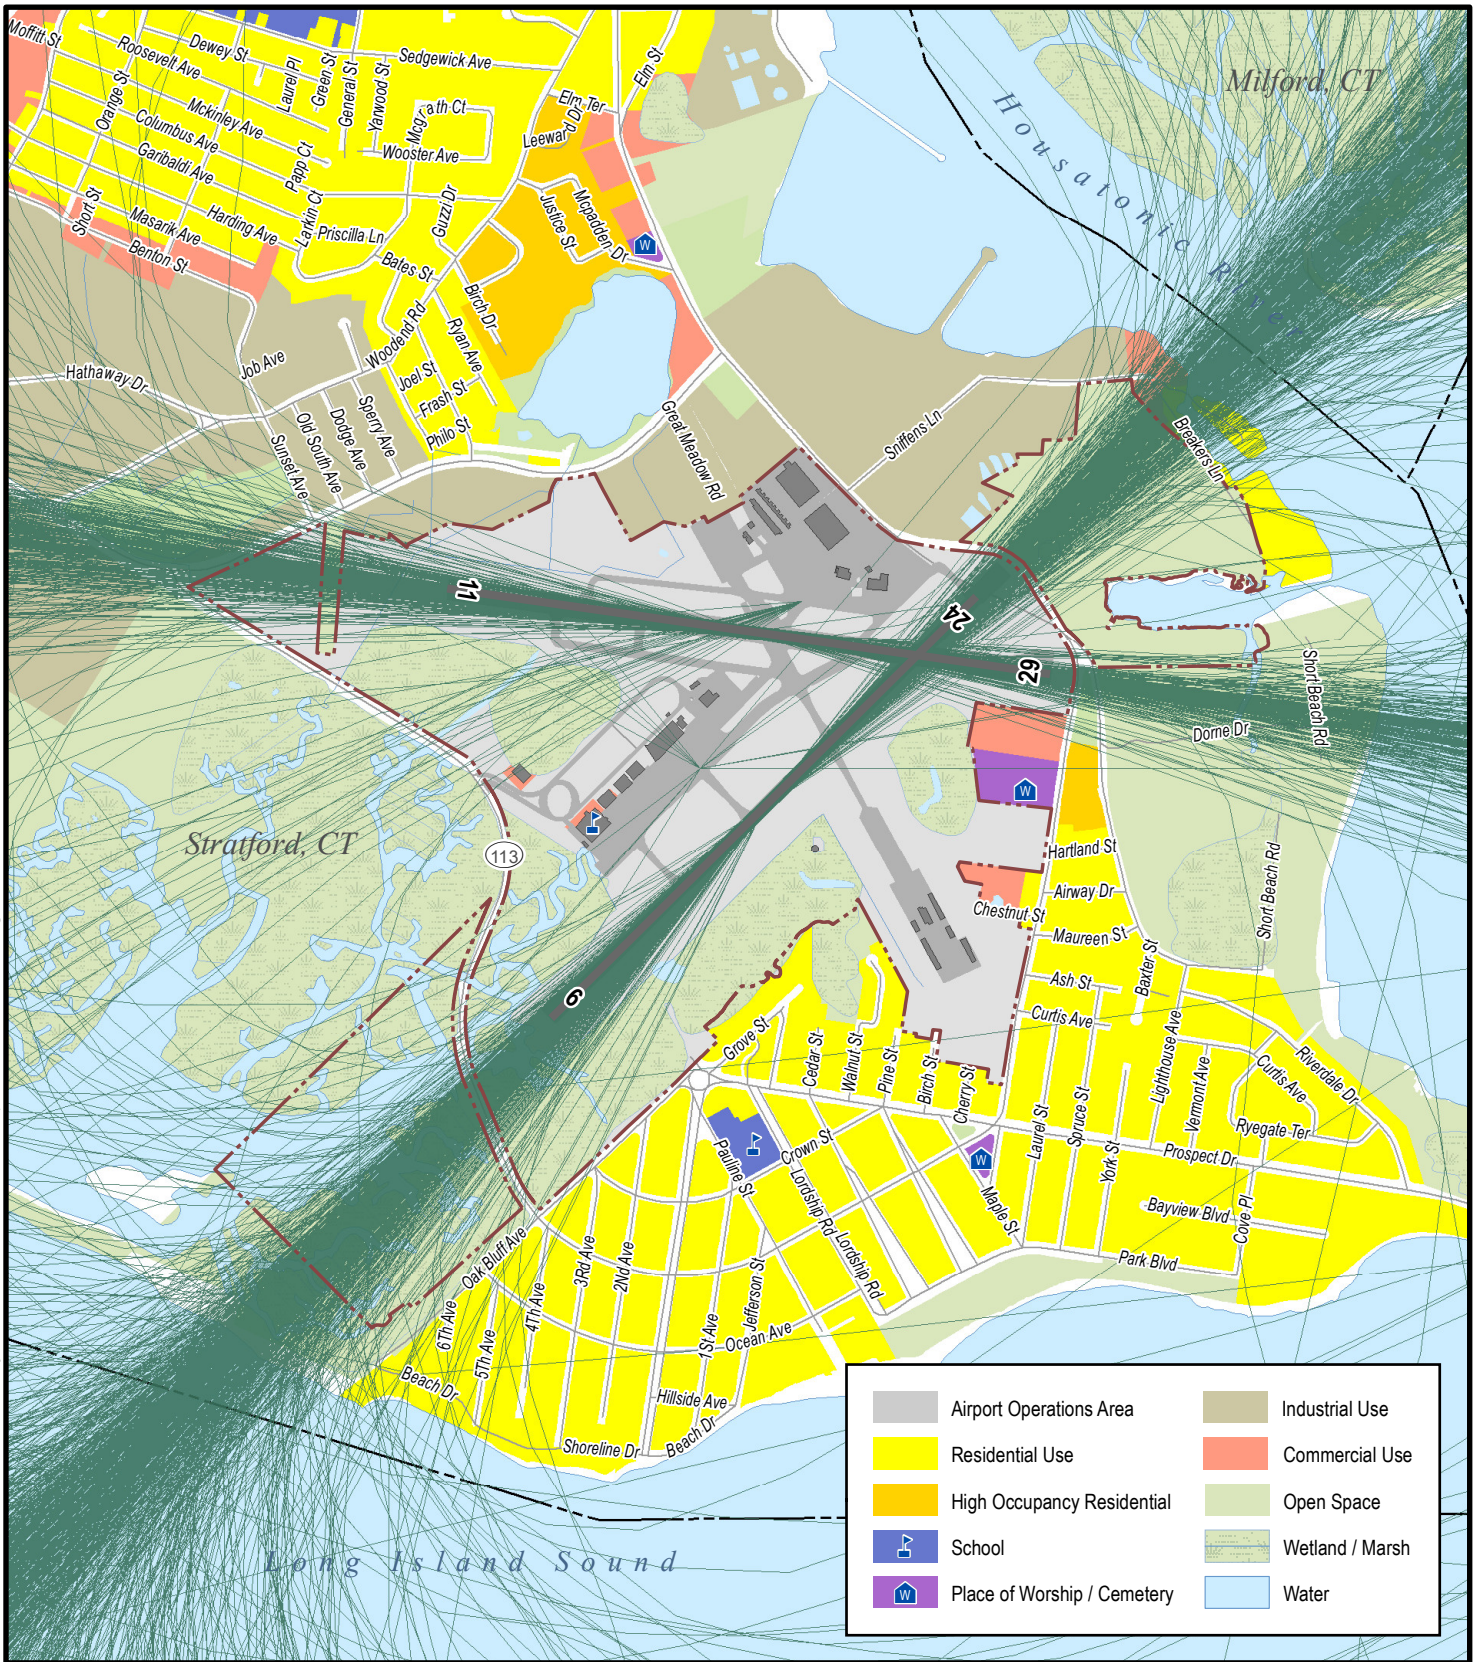 Moffitt St
Roosevelt Ave
Dewey St
Laurel Pl
Green St
General St
Yarwood St
Sedgewick Ave
Elm St
Milford, CT
Orange St
Mckinley Ave
Columbus Ave
Garibaldi Ave
Papp Ct
Mcgrath Ct
Wooster Ave
Elm Ter
Leeward Dr
Housatonic River
Short St
Masarik Ave
Benton St
Harding Ave
Larkin Ct
Priscilla Ln
Guzzi Dr
Justice St
Mcpadden Dr
W
Bates St
Birch Dr
Ryan Ave
Woodend Rd
Hathaway Dr
Job Ave
Joel St
Frash St
Philo St
Sperry Ave
Dodge Ave
Old South Ave
Sunset Ave
Great Meadow Rd
Sniffens Ln
Breakers Ln
11
24
29
6
Short Beach Rd
Dorne Dr
W
Stratford, CT
113
Hartland St
Airway Dr
Chestnut St
Maureen St
Short Beach Rd
Baxter St
Ash St
Curtis Ave
Grove St
Cedar St
Walnut St
Pine St
Birch St
Cherry St
Laurel St
Spruce St
York St
Lighthouse Ave
Vermont Ave
Curtis Ave
Riverdale Dr
Ryegate Ter
Prospect Dr
Pauline St
Crown St
Lordship Rd
Lordship Rd
W
Maple St
Bayview Blvd
Cove Pl
Park Blvd
Oak Bluff Ave
6Th Ave
5Th Ave
4Th Ave
3Rd Ave
2Nd Ave
1St Ave
Jefferson St
Ocean Ave
Beach Dr
Hillside Ave
Shoreline Dr
Beach Dr
Long Island Sound
Airport Operations Area
Residential Use
High Occupancy Residential
School
W
Place of Worship / Cemetery
Industrial Use
Commercial Use
Open Space
Wetland / Marsh
Water